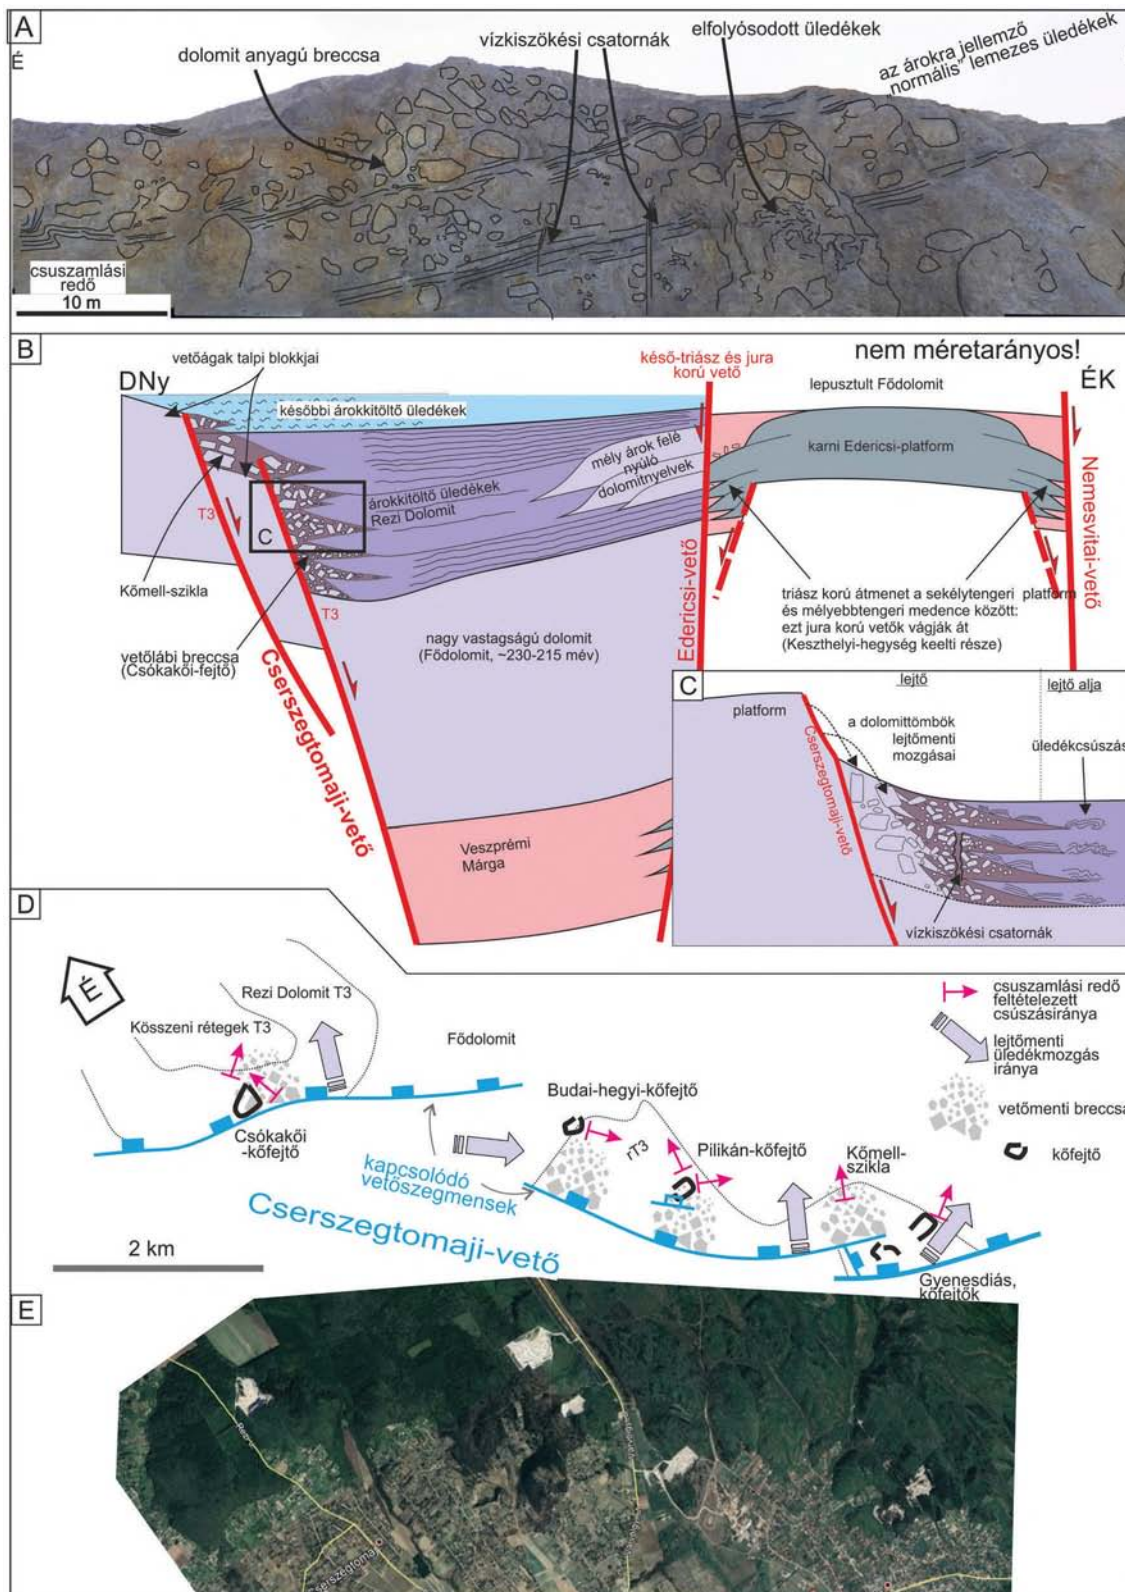 A
É
dolomit anyagú breccsa
vízkiszökési csatornák
elfolyósodott üledékek
az árokra jellemző
„normális” lemezes üledékek
csuszamlási
redő
10 m
B
vetőágak talpi blokkjai
DNy
későbbi árokkitöltő üledékek
késő-triász és jura
korú vető
nem méretarányos!
lepusztult Fődolomit
ÉK
karni Edericsi-platform
mély árok felé
nyúló
dolomitnyelvek
árokkitöltő üledékek
Rezi Dolomit
C
T3
T3
Kőmell-szikla
vetőlábi breccsa
(Csókakői-fejtő)
Cserszegtomaji-vető
nagy vastagságú dolomit
(Fődolomit, ~230-215 mév)
Veszprémi
Márga
Edericsi-vető
Nemesvitai-vető
triász korú átmenet a sekélytengeri platform
és mélyebbtengeri medence között:
ezt jura korú vetők vágják át
(Keszthelyi-hegység keelti része)
C
lejtő
lejtő alja
platform
a dolomittömbök
lejtőmenti
mozgásai
üledékcsúszás
Cserszegtomaji-vető
vízkiszökési csatornák
D
É
Rezi Dolomit T3
Kösszeni rétegek T3
Fődolomit
Csókakői
-kőfejtő
kapcsolódó
vetőszegmensek
Cserszegtomaji-vető
Budai-hegyi-kőfejtő
rT3
Pilikán-kőfejtő
Kőmell-
szikla
Gyenesdiás,
kőfejtők
csuszamlási redő
feltételezett
csúszásiránya
lejtőmenti
üledékmozgás
iránya
vetőmenti breccsa
kőfejtő
2 km
E
Rezi
Cserszegtomaj